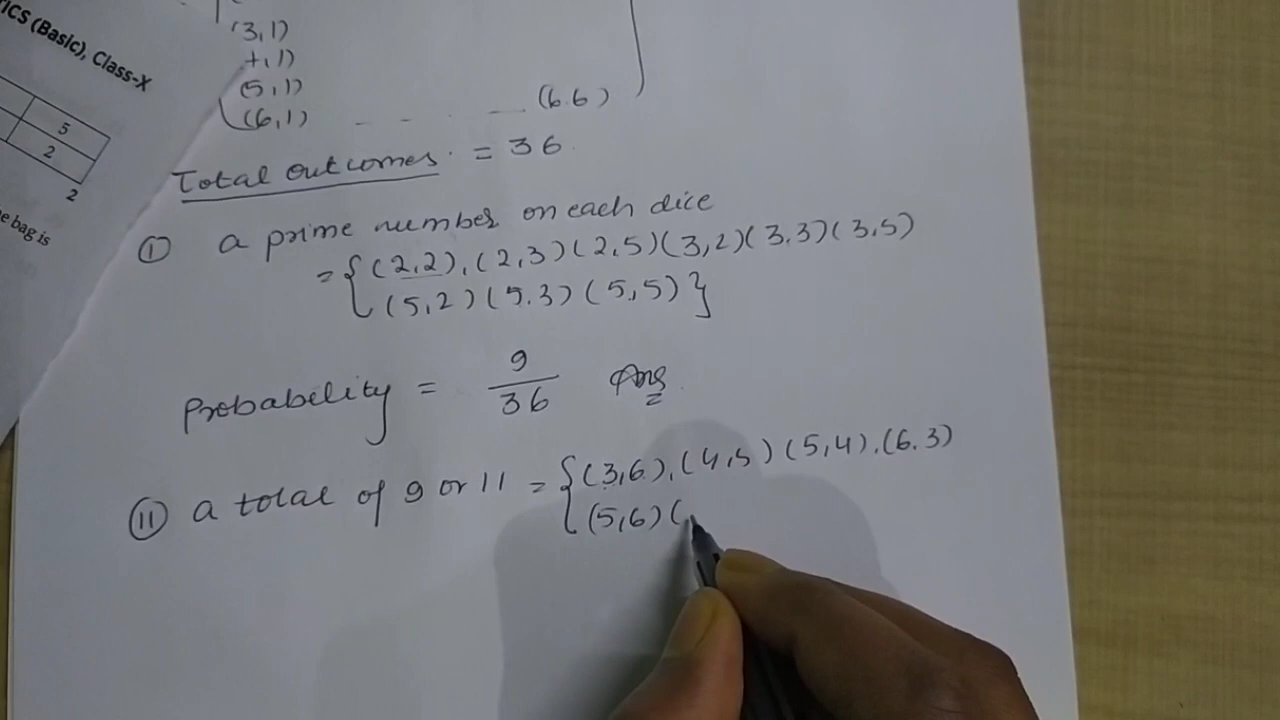 ICS (Basic), Class-X
5
2
2
e bag is
(3,1)
(5,1)
(6,1) - - . - ... (6.6)
Total outcomes = 36
(I) a prime number on each dice
= {(2,2), (2,3) (2,5) (3,2) (3.3) (3,5)
(5,2) (5.3) (5,5)}
Probability = 9/36 Ans
(II) a total of 9 or 11 = {(3,6), (4,5) (5,4), (6.3)
(5,6) (